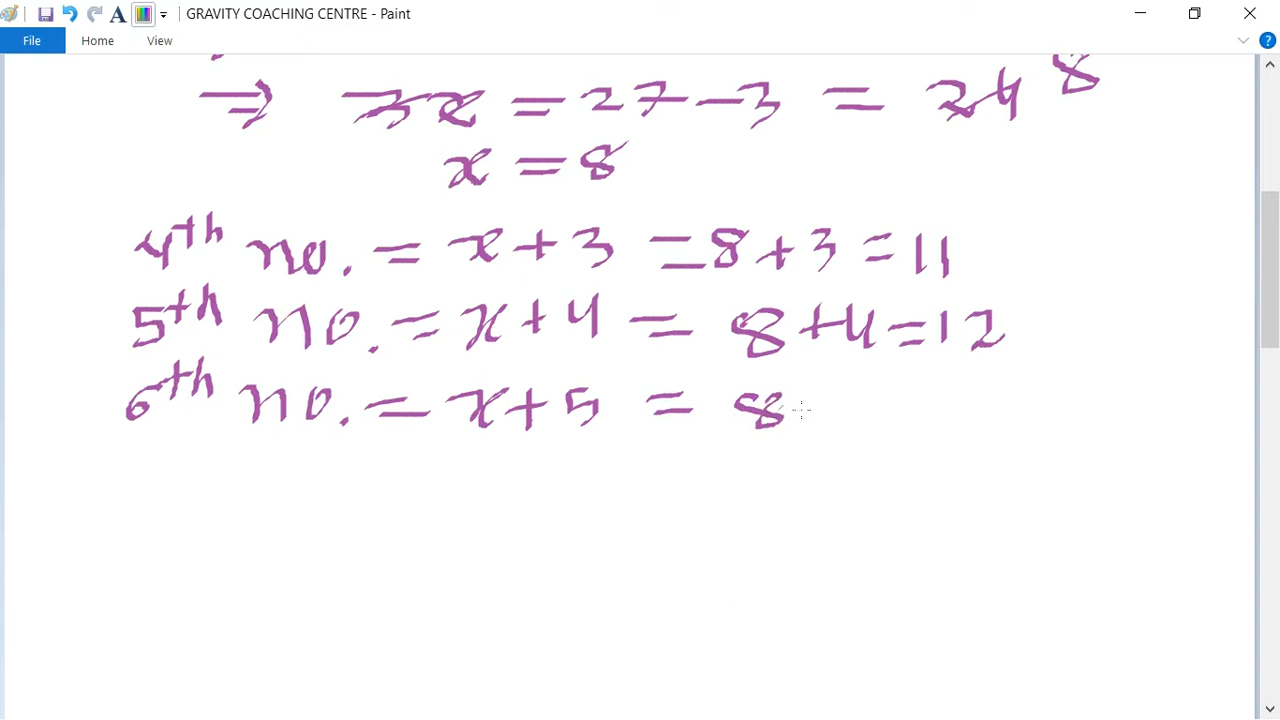 GRAVITY COACHING CENTRE - Paint
File Home View
8
⇒ 3x = 27 - 3 = 24
x = 8
4th no. = x + 3 = 8 + 3 = 11
5th no. = x + 4 = 8 + 4 = 12
6th no. = x + 5 = 8